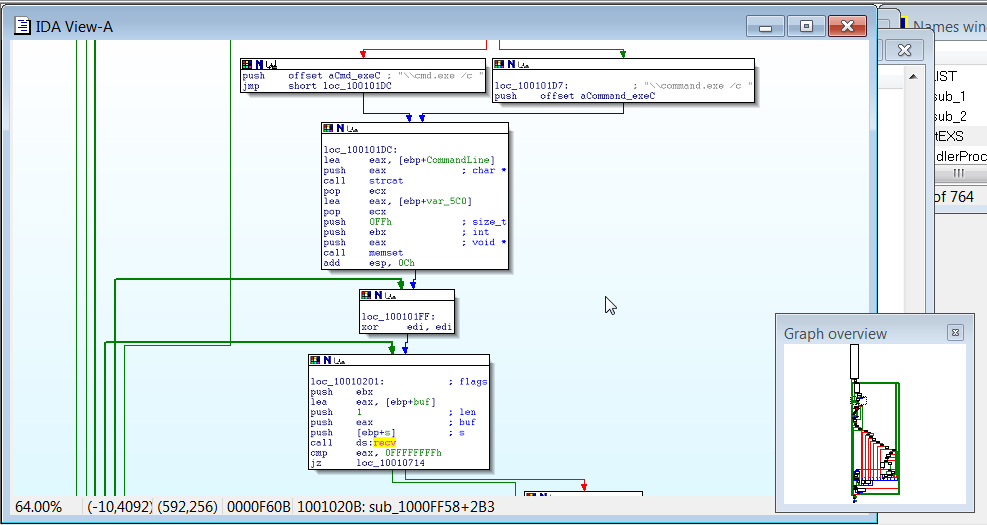 IDA View-A
Names win
push offset aCmd_exeC ; "\\cmd.exe /c "
jmp short loc_100101DC
loc_100101D7: ; "\\command.exe /c "
push offset aCommand_exeC
loc_100101DC:
lea eax, [ebp+CommandLine]
push eax ; char *
call strcat
pop ecx
lea eax, [ebp+var_5C0]
pop ecx
push 0FFh ; size_t
push ebx ; int
push eax ; void *
call memset
add esp, 0Ch
loc_100101FF:
xor edi, edi
loc_10010201: ; flags
push ebx
lea eax, [ebp+buf]
push 1 ; len
push eax ; buf
push [ebp+s] ; s
call ds:recv
cmp eax, 0FFFFFFFFh
jz loc_10010714
IST
sub_1
sub_2
tEXS
dlerProc
of 764
Graph overview
64.00% (-10,4092) (592,256) 0000F60B 1001020B: sub_1000FF58+2B3